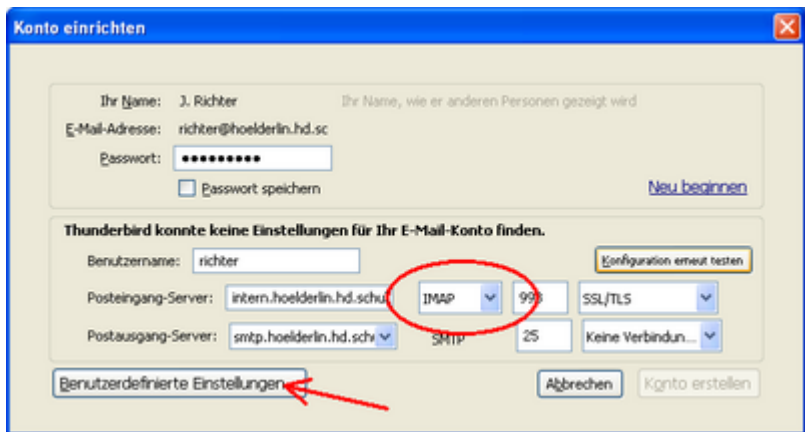 Konto einrichten
Ihr Name: J. Richter Ihr Name, wie er anderen Personen gezeigt wird
E-Mail-Adresse: richter@hoelderlin.hd.sc
Passwort: •••••••••
Passwort speichern Neu beginnen
Thunderbird konnte keine Einstellungen für Ihr E-Mail-Konto finden.
Benutzername: richter Konfiguration erneut testen
Posteingang-Server: intern.hoelderlin.hd.schu IMAP 993 SSL/TLS
Postausgang-Server: smtp.hoelderlin.hd.schu SMTP 25 Keine Verbindun...
Benutzerdefinierte Einstellungen... Abbrechen Konto erstellen